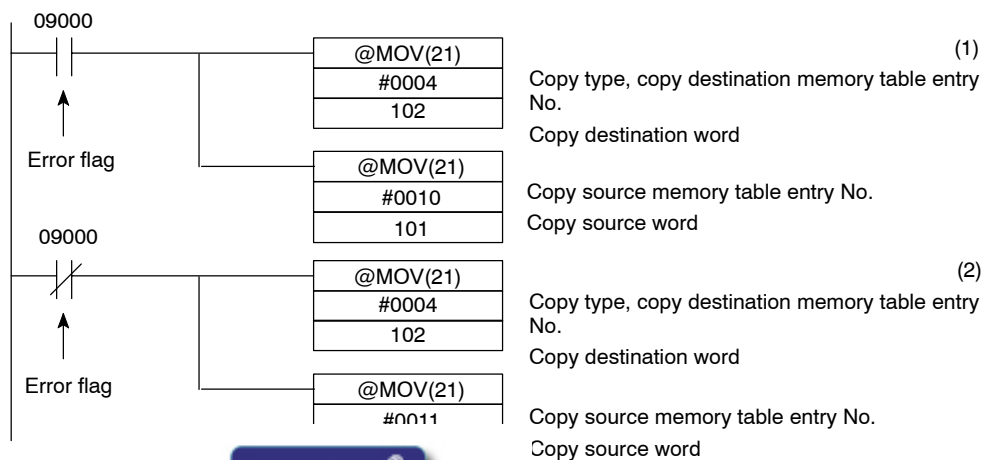 09000
@MOV(21) (1)
#0004 Copy type, copy destination memory table entry
No.
102
Copy destination word
Error flag
@MOV(21)
#0010 Copy source memory table entry No.
101 Copy source word
09000
@MOV(21) (2)
#0004 Copy type, copy destination memory table entry
No.
102
Copy destination word
Error flag
@MOV(21)
#0011 Copy source memory table entry No.
Copy source word